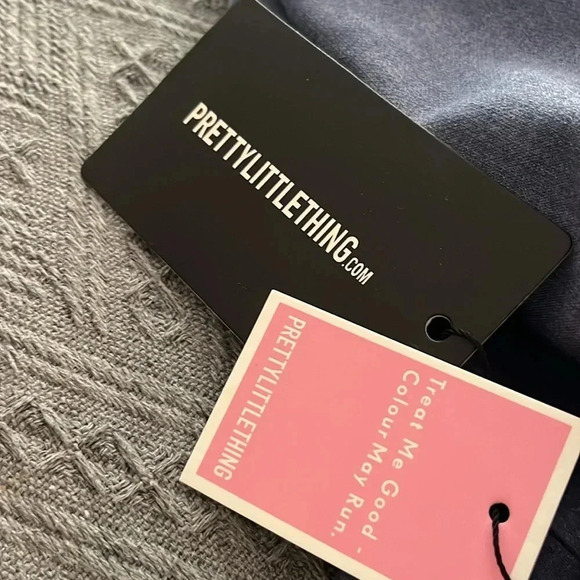 PRETTYLITTLETHING.COM
PRETTYLITTLETHING
Treat Me Good -
Colour May Run.